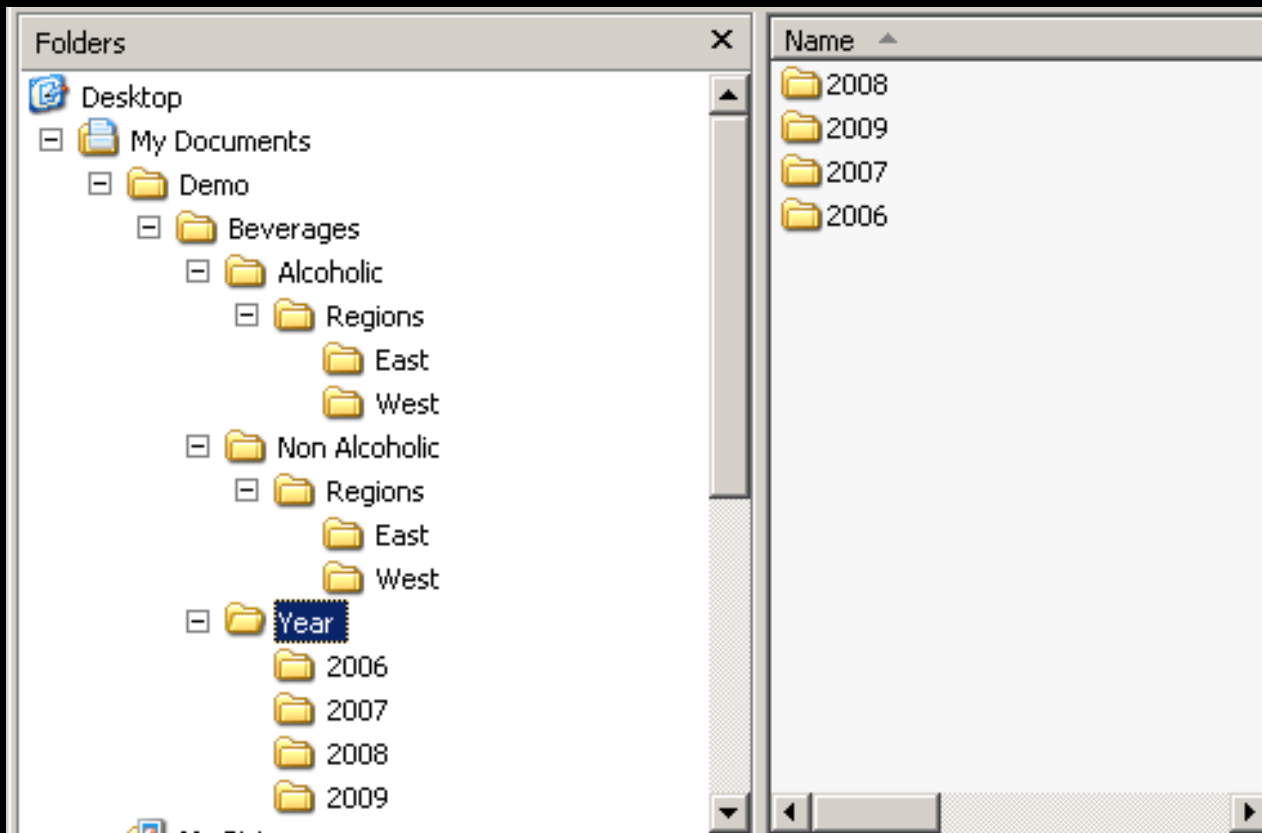 Folders
Desktop
My Documents
Demo
Beverages
Alcoholic
Regions
East
West
Non Alcoholic
Regions
East
West
Year
2006
2007
2008
2009
Name
2008
2009
2007
2006